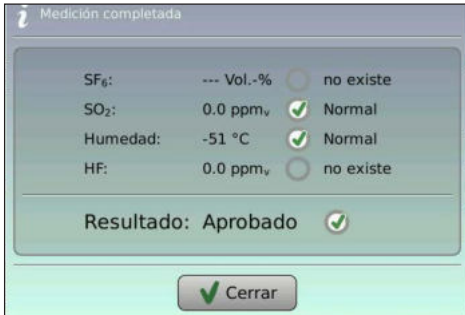 i Medición completada
SF₆: --- Vol.-% no existe
SO₂: 0.0 ppmᵥ Normal
Humedad: -51 °C Normal
HF: 0.0 ppmᵥ no existe
Resultado: Aprobado
Cerrar